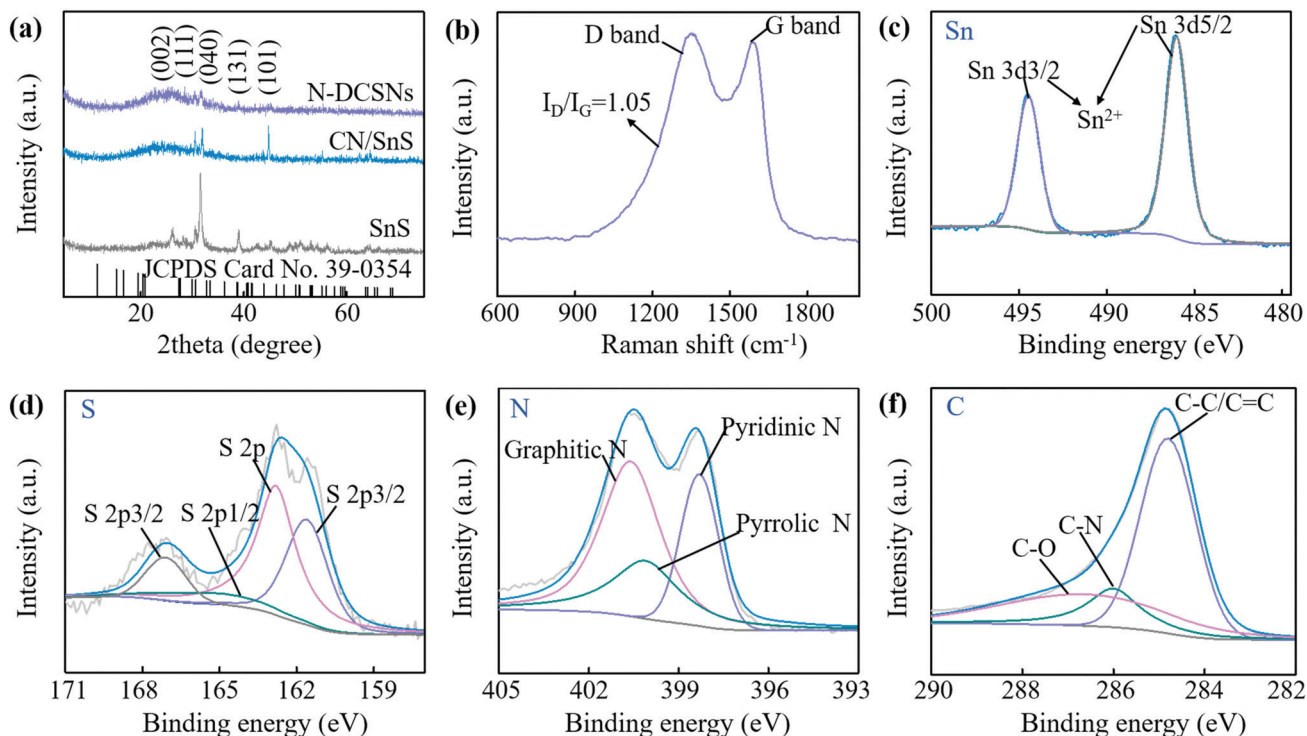 (a)
(002)
(111)
(040)
(131)
(101)
N-DCSNs
CN/SnS
SnS
JCPDS Card No. 39-0354
20 40 60
2theta (degree)
Intensity (a.u.)
(b)
D band
G band
I_D/I_G=1.05
600 900 1200 1500 1800
Raman shift (cm⁻¹)
Intensity (a.u.)
(c)
Sn
Sn 3d5/2
Sn 3d3/2
Sn²⁺
500 495 490 485 480
Binding energy (eV)
Intensity (a.u.)
(d)
S
S 2p
S 2p3/2
S 2p1/2
S 2p3/2
171 168 165 162 159
Binding energy (eV)
Intensity (a.u.)
(e)
N
Graphitic N
Pyridinic N
Pyrrolic N
405 402 399 396 393
Binding energy (eV)
Intensity (a.u.)
(f)
C
C-C/C=C
C-N
C-O
290 288 286 284 282
Binding energy (eV)
Intensity (a.u.)